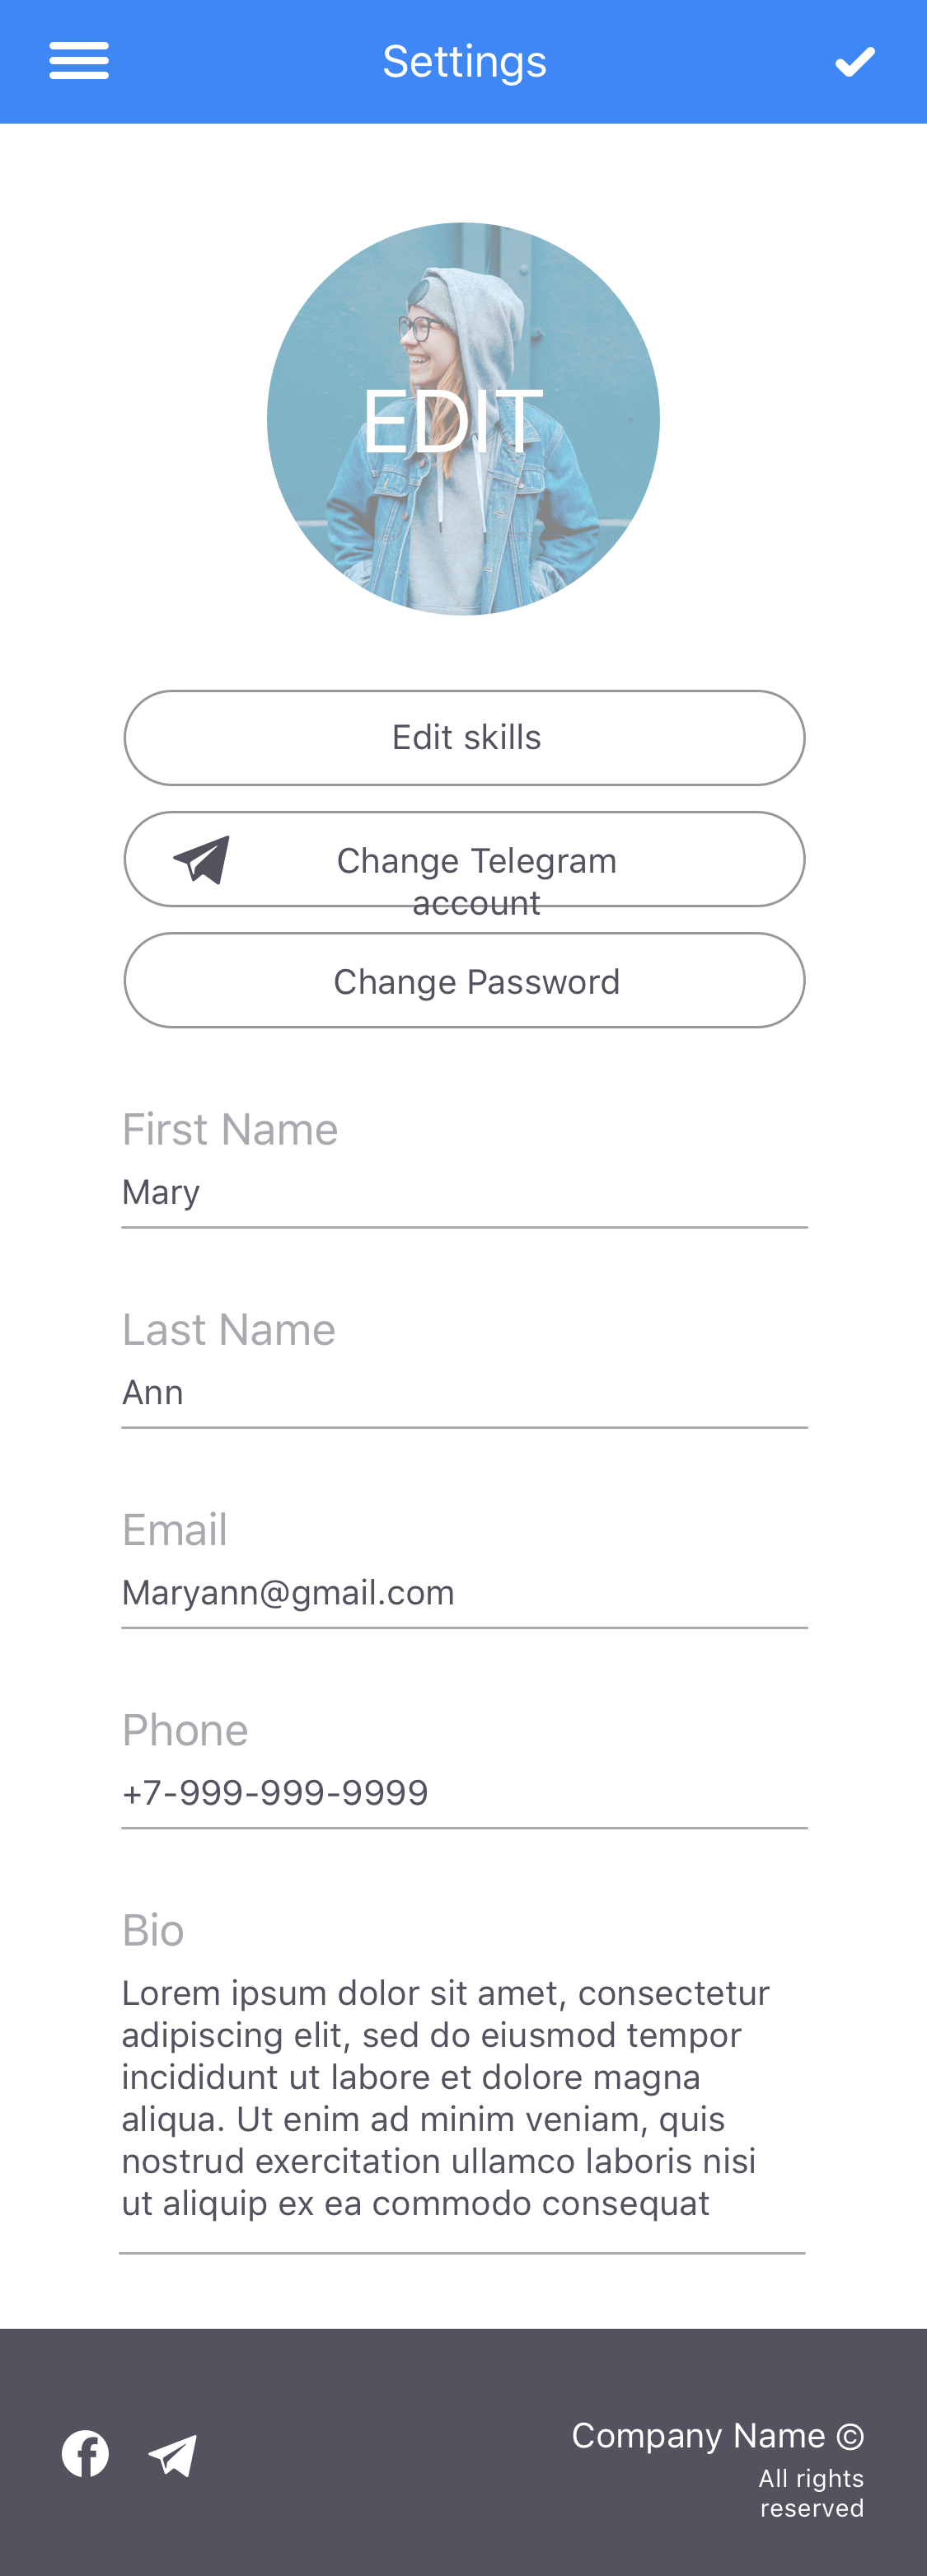 Settings
EDIT
Edit skills
Change Telegram
account
Change Password
First Name
Mary
Last Name
Ann
Email
Maryann@gmail.com
Phone
+7-999-999-9999
Bio
Lorem ipsum dolor sit amet, consectetur
adipiscing elit, sed do eiusmod tempor
incididunt ut labore et dolore magna
aliqua. Ut enim ad minim veniam, quis
nostrud exercitation ullamco laboris nisi
ut aliquip ex ea commodo consequat
Company Name ©
All rights
reserved